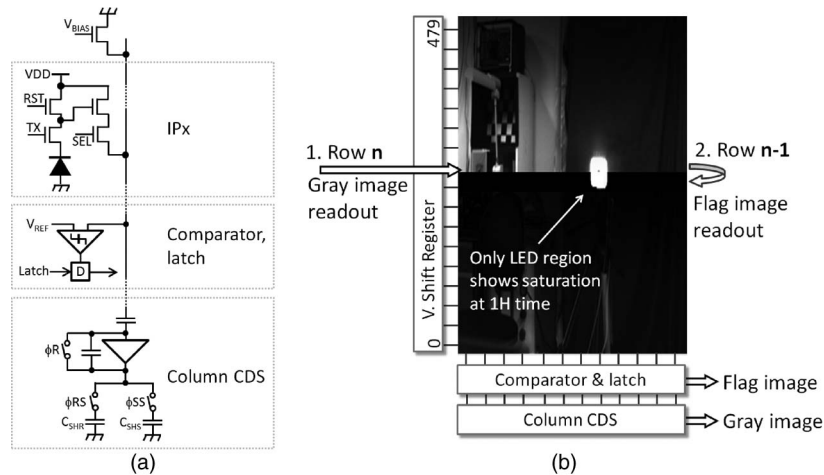 (a)
V_BIAS
VDD
RST
TX
SEL
IPx
V_REF
Comparator,
latch
Latch
D
ϕR
Column CDS
ϕRS
ϕSS
C_SHR
C_SHS
(a)
(b)
479
1. Row n
Gray image
readout
2. Row n-1
Flag image
readout
Only LED region
shows saturation
at 1H time
V. Shift Register
0
Comparator & latch
Flag image
Column CDS
Gray image
(b)